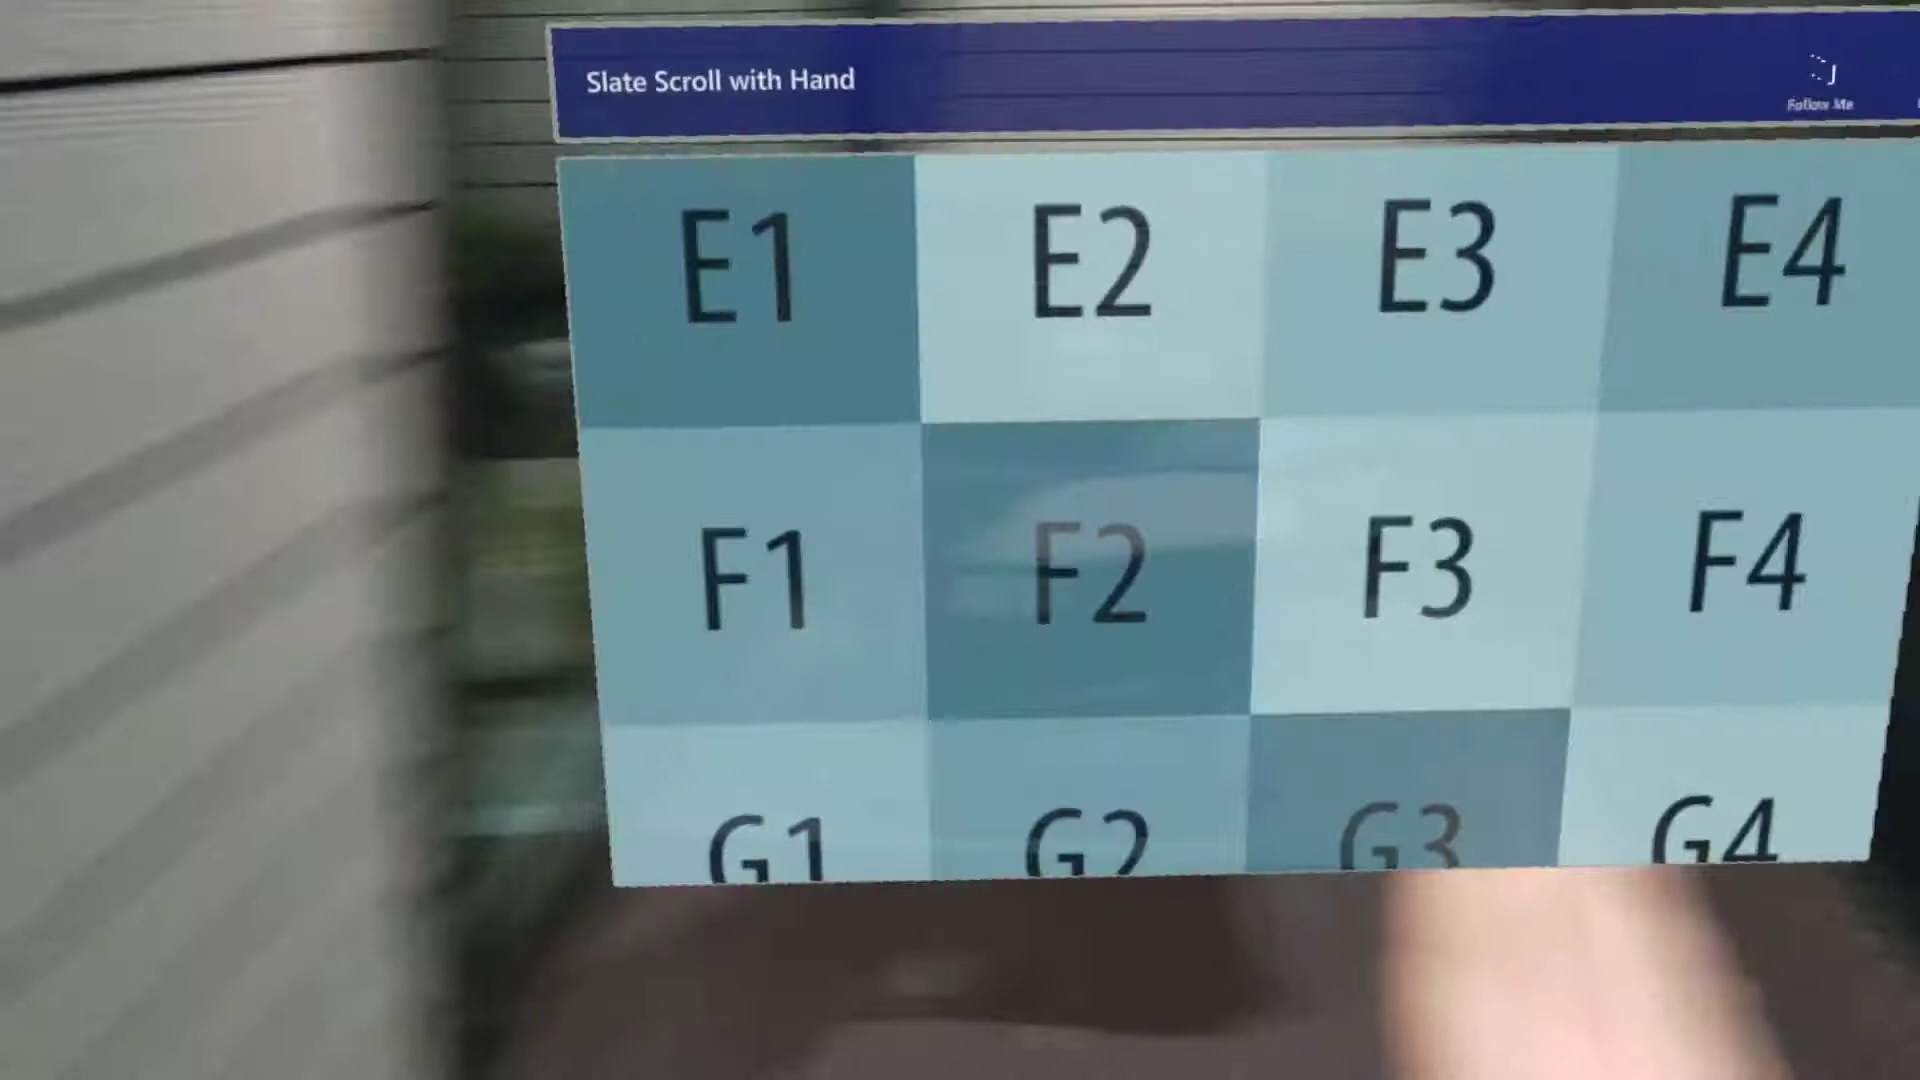 Slate Scroll with Hand
Follow Me
E1 E2 E3 E4
F1 F2 F3 F4
G1 G2 G3 G4